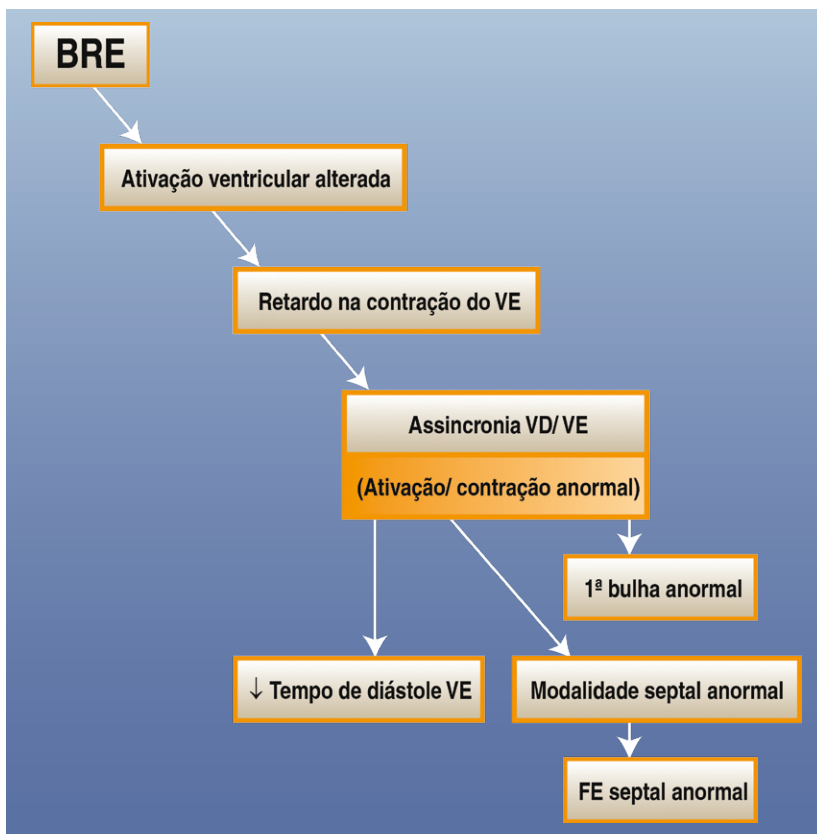 BRE
Ativação ventricular alterada
Retardo na contração do VE
Assincronia VD/ VE
(Ativação/ contração anormal)
1ª bulha anormal
↓ Tempo de diástole VE
Modalidade septal anormal
FE septal anormal